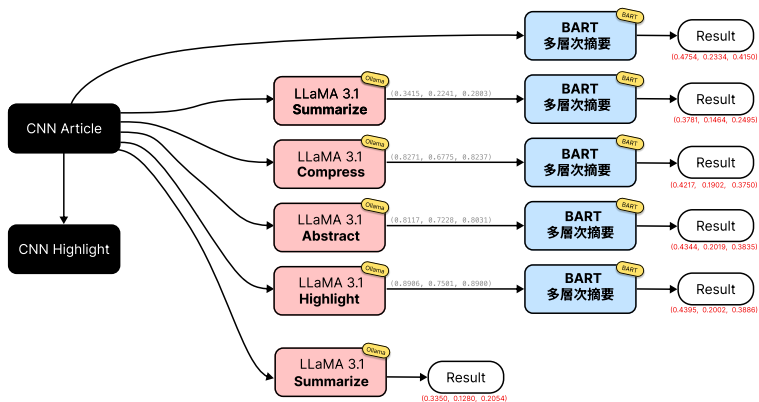 BART
BART
多層次摘要
Result
(0.4754, 0.2334, 0.4150)
Ollama
LLaMA 3.1
Summarize
(0.3415, 0.2241, 0.2803)
BART
BART
多層次摘要
Result
(0.3781, 0.1464, 0.2495)
CNN Article
Ollama
LLaMA 3.1
Compress
(0.8271, 0.6775, 0.8237)
BART
BART
多層次摘要
Result
(0.4217, 0.1902, 0.3750)
Ollama
LLaMA 3.1
Abstract
(0.8117, 0.7228, 0.8031)
BART
BART
多層次摘要
Result
(0.4344, 0.2019, 0.3835)
CNN Highlight
Ollama
LLaMA 3.1
Highlight
(0.8906, 0.7501, 0.8900)
BART
BART
多層次摘要
Result
(0.4395, 0.2002, 0.3886)
Ollama
LLaMA 3.1
Summarize
Result
(0.3350, 0.1280, 0.2054)